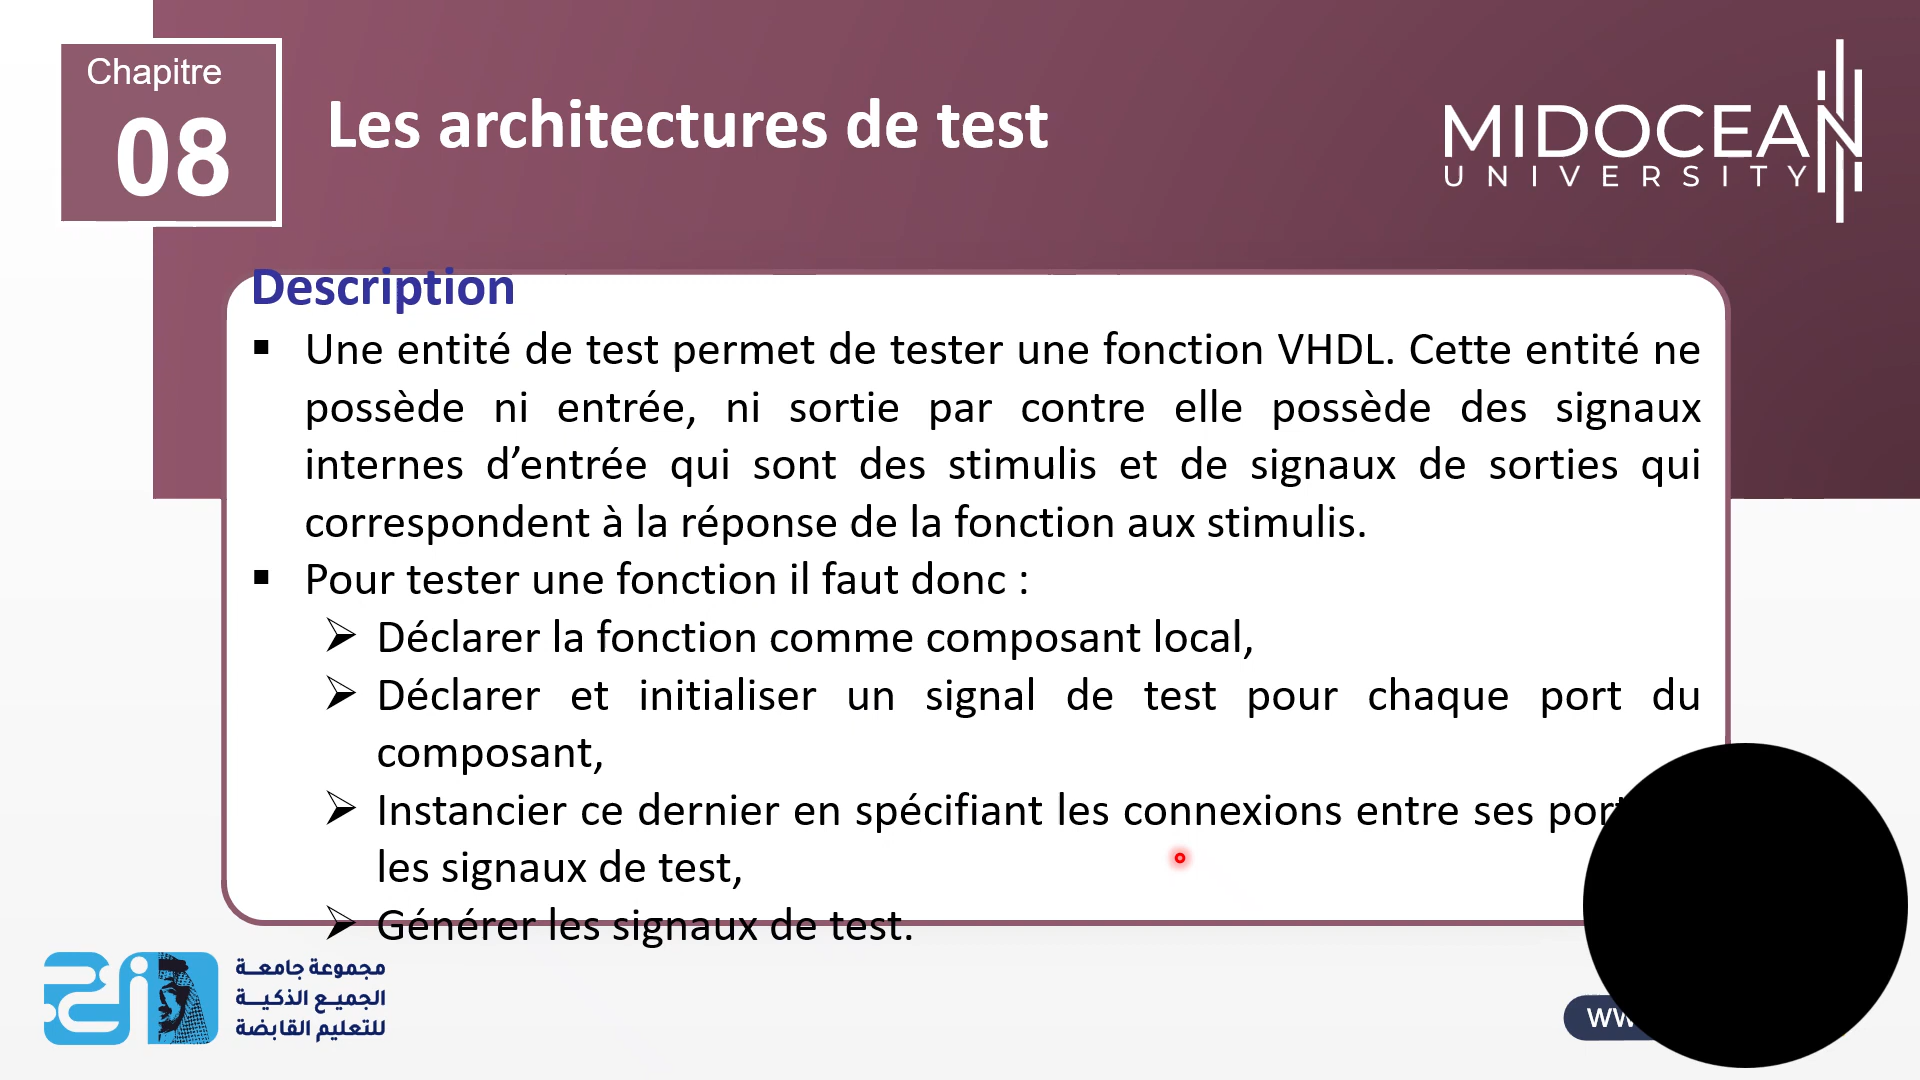 Chapitre
08
Les architectures de test
MIDOCEAN
UNIVERSITY
Description
▪ Une entité de test permet de tester une fonction VHDL. Cette entité ne
possède ni entrée, ni sortie par contre elle possède des signaux
internes d’entrée qui sont des stimulis et de signaux de sorties qui
correspondent à la réponse de la fonction aux stimulis.
▪ Pour tester une fonction il faut donc :
➢ Déclarer la fonction comme composant local,
➢ Déclarer et initialiser un signal de test pour chaque port du
composant,
➢ Instancier ce dernier en spécifiant les connexions entre ses
les signaux de test,
➢ Générer les signaux de test.
مجموعة جامعة
الجميع الذكية
للتعليم القابضة